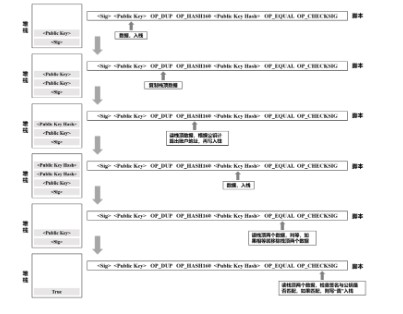 堆栈
<Public Key>
<Sig>
<Sig> <Public Key> OP_DUP OP_HASH160 <Public Key Hash> OP_EQUAL OP_CHECKSIG
脚本
数据，入栈
堆栈
<Public Key>
<Public Key>
<Sig>
<Sig> <Public Key> OP_DUP OP_HASH160 <Public Key Hash> OP_EQUAL OP_CHECKSIG
脚本
复制栈顶数据
堆栈
<Public Key Hash>
<Public Key>
<Sig>
<Sig> <Public Key> OP_DUP OP_HASH160 <Public Key Hash> OP_EQUAL OP_CHECKSIG
脚本
读栈顶数据，根据公钥计
算出账户地址，并写入栈
堆栈
<Public Key Hash>
<Public Key Hash>
<Public Key>
<Sig>
<Sig> <Public Key> OP_DUP OP_HASH160 <Public Key Hash> OP_EQUAL OP_CHECKSIG
脚本
数据，入栈
堆栈
<Public Key>
<Sig>
<Sig> <Public Key> OP_DUP OP_HASH160 <Public Key Hash> OP_EQUAL OP_CHECKSIG
脚本
读栈顶两个数据，判等，如
果相等就移除栈顶两个数据
堆栈
True
<Sig> <Public Key> OP_DUP OP_HASH160 <Public Key Hash> OP_EQUAL OP_CHECKSIG
脚本
读栈顶两个数据，检查签名与公钥是
否匹配，如果匹配，则写“真”入栈